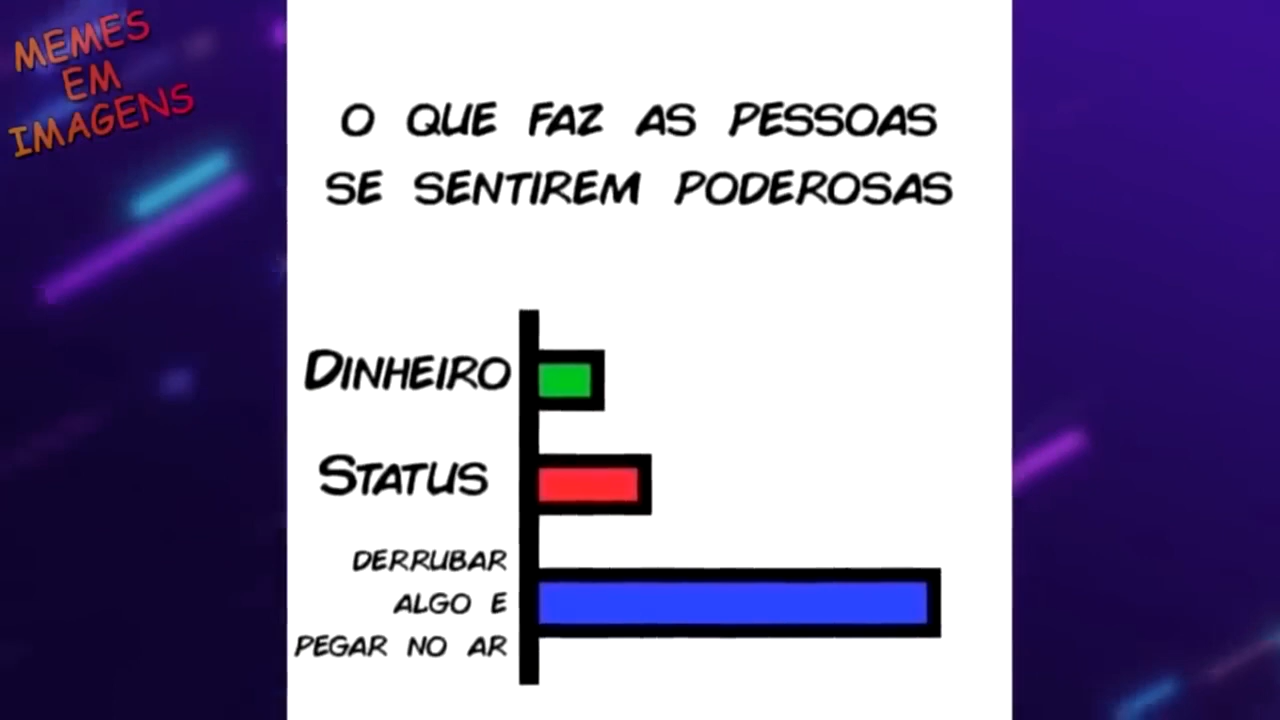 MEMES
EM
IMAGENS
O QUE FAZ AS PESSOAS
SE SENTIREM PODEROSAS
DINHEIRO
STATUS
DERRUBAR
ALGO E
PEGAR NO AR